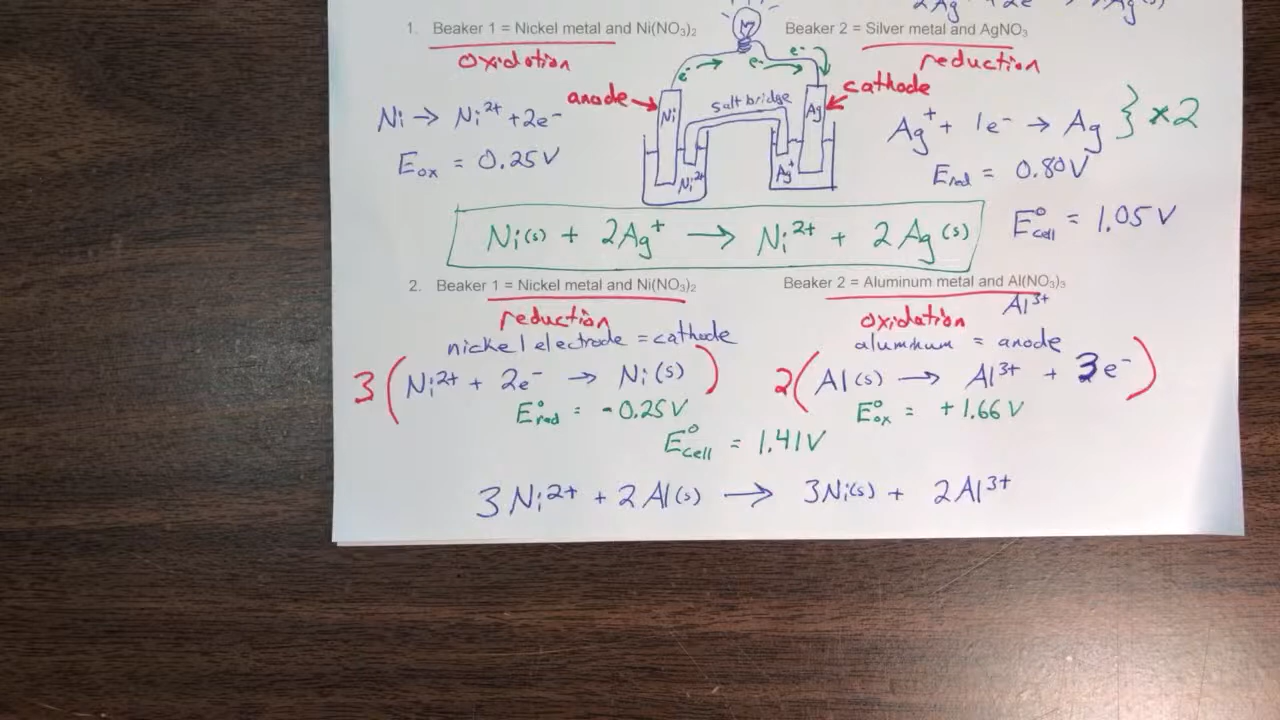 2Ag⁺ + 2e⁻ → 2Ag(s)
1. Beaker 1 = Nickel metal and Ni(NO₃)₂ Beaker 2 = Silver metal and AgNO₃
oxidation reduction
e⁻ e⁻ e⁻
anode cathode
salt bridge
Ni Ag
Ni²⁺ Ag⁺
Ni → Ni²⁺ + 2e⁻ Ag⁺ + 1e⁻ → Ag } ×2
Eox = 0.25V Ered = 0.80V
Ni(s) + 2Ag⁺ → Ni²⁺ + 2Ag(s) E°cell = 1.05V
2. Beaker 1 = Nickel metal and Ni(NO₃)₂ Beaker 2 = Aluminum metal and Al(NO₃)₃
Al³⁺
reduction oxidation
nickel electrode = cathode aluminum = anode
3(Ni²⁺ + 2e⁻ → Ni(s)) 2(Al(s) → Al³⁺ + 3e⁻)
E°red = -0.25V E°ox = +1.66V
E°cell = 1.41V
3Ni²⁺ + 2Al(s) → 3Ni(s) + 2Al³⁺